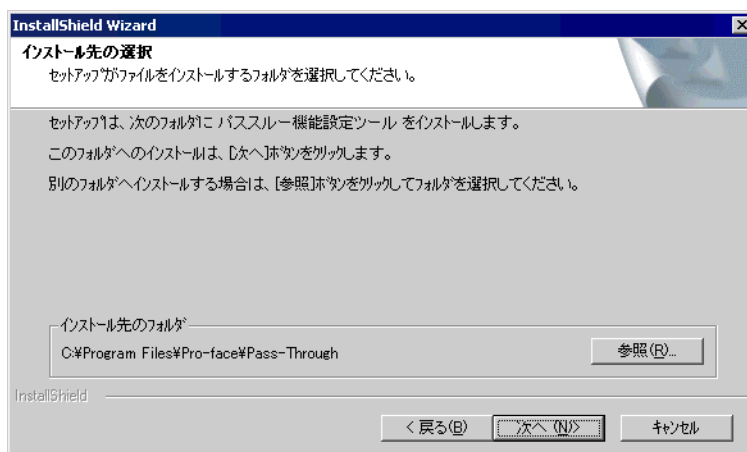 InstallShield Wizard
インストール先の選択
セットアップがファイルをインストールするフォルダを選択してください。
セットアップは、次のフォルダに パススルー機能設定ツール をインストールします。
このフォルダへのインストールは、[次へ]ボタンをクリックします。
別のフォルダへインストールする場合は、[参照]ボタンをクリックしてフォルダを選択してください。
インストール先のフォルダ
C:¥Program Files¥Pro-face¥Pass-Through
参照(R)...
InstallShield
< 戻る(B)
次へ (N)>
キャンセル